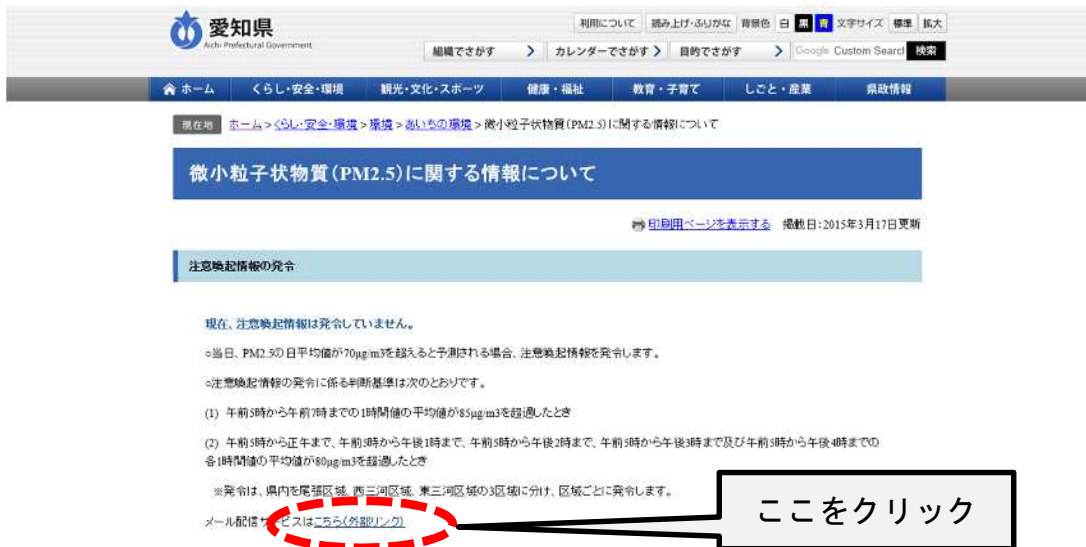 愛知県
Aichi Prefectural Government
利用について 読み上げ・ふりがな 背景色 白 黒 青 文字サイズ 標準 拡大
組織でさがす カレンダーでさがす 目的でさがす Google Custom Searcl 検索
ホーム くらし・安全・環境 観光・文化・スポーツ 健康・福祉 教育・子育て しごと・産業 県政情報
現在地 ホーム > くらし・安全・環境 > 環境 > あいちの環境 > 微小粒子状物質(PM2.5)に関する情報について
微小粒子状物質(PM2.5)に関する情報について
印刷用ページを表示する 掲載日:2015年3月17日更新
注意喚起情報の発令
現在、注意喚起情報は発令していません。
○当日、PM2.5の日平均値が70μg/m3を超えると予測される場合、注意喚起情報を発令します。
○注意喚起情報の発令に係る判断基準は次のとおりです。
(1) 午前5時から午前7時までの1時間値の平均値が85μg/m3を超過したとき
(2) 午前5時から正午まで、午前5時から午後1時まで、午前5時から午後2時まで、午前5時から午後3時まで及び午前5時から午後4時までの
各1時間値の平均値が80μg/m3を超過したとき
※発令は、県内を尾張区域、西三河区域、東三河区域の3区域に分け、区域ごとに発令します。
メール配信サービスはこちら(外部リンク)
ここをクリック